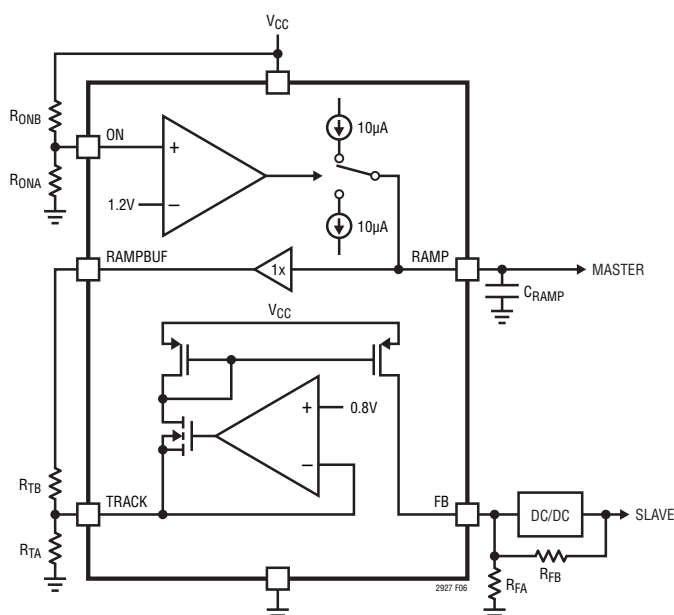 VCC
RONB
ON
10µA
RONA
1.2V
+
−
10µA
RAMPBUF
1x
RAMP
MASTER
CRAMP
VCC
+
0.8V
−
RTB
TRACK
FB
DC/DC
SLAVE
RTA
RFB
RFA
2927 F06